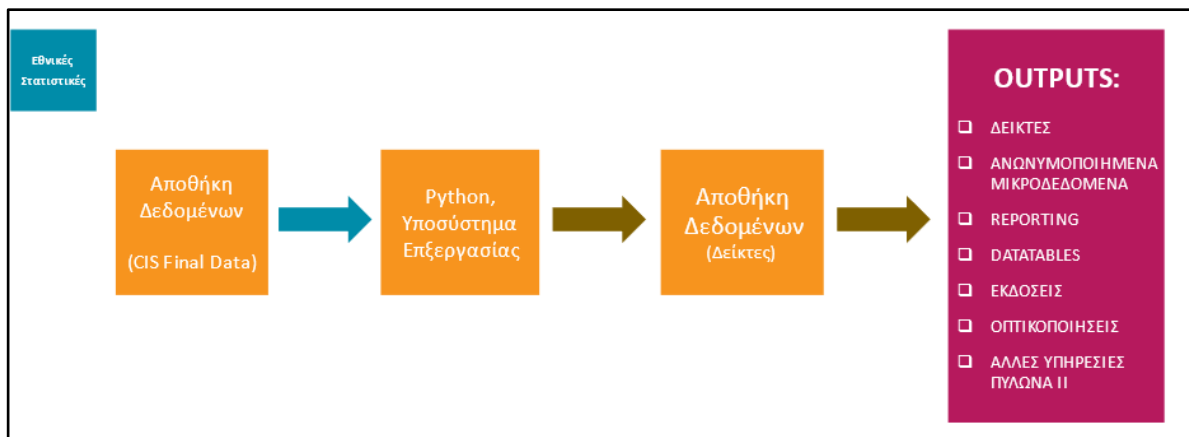 Εθνικές
Στατιστικές
Αποθήκη
Δεδομένων
(CIS Final Data)
Python,
Υποσύστημα
Επξεργασίας
Αποθήκη
Δεδομένων
(Δείκτες)
OUTPUTS:
ΔΕΙΚΤΕΣ
ΑΝΩΝΥΜΟΠΟΙΗΜΕΝΑ
ΜΙΚΡΟΔΕΔΟΜΕΝΑ
REPORTING
DATATABLES
ΕΚΔΟΣΕΙΣ
ΟΠΤΙΚΟΠΟΙΗΣΕΙΣ
ΑΛΛΕΣ ΥΠΗΡΕΣΙΕΣ
ΠΥΛΩΝΑ ΙΙ